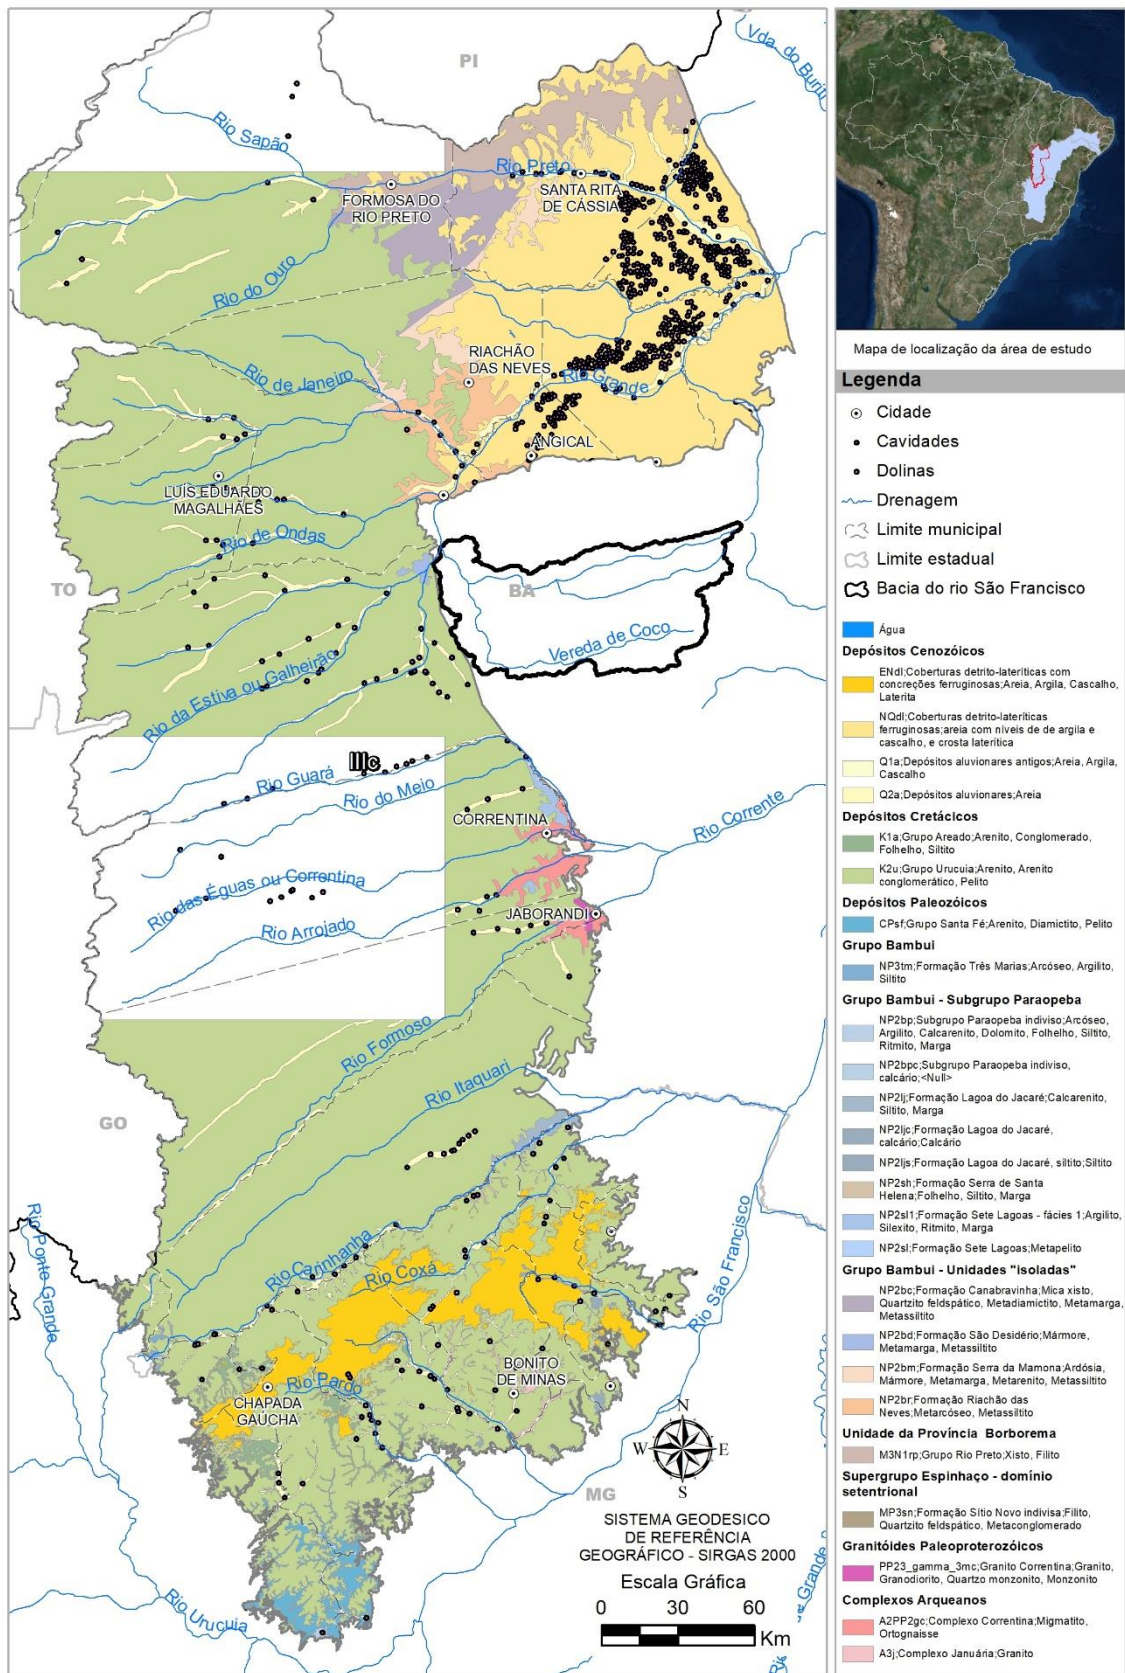 PI
Vda. do Buriti
Rio Sapão
Rio Preto
FORMOSA DO
RIO PRETO
SANTA RITA
DE CÁSSIA
Rio do Ouro
RIACHÃO
DAS NEVES
Rio de Janeiro
Rio Grande
ANGICAL
LUÍS EDUARDO
MAGALHÃES
Rio de Ondas
TO
BA
Vereda de Coco
Rio da Estiva ou Galheirão
IIIc
Rio Guará
Rio do Meio
CORRENTINA
Rio Corrente
Rio das Éguas ou Correntina
JABORANDI
Rio Arrojado
Rio Formoso
Rio Itaquari
GO
Rio Ponte Grande
Rio Carinhanha
Rio Coxá
Rio São Francisco
BONITO
DE MINAS
Rio Pardo
CHAPADA
GAÚCHA
N
W
E
S
MG
SISTEMA GEODESICO
DE REFERÊNCIA
GEOGRÁFICO - SIRGAS 2000
Escala Gráfica
0 30 60
Km
Rio Urucuia
Mapa de localização da área de estudo
Legenda
Cidade
Cavidades
Dolinas
Drenagem
Limite municipal
Limite estadual
Bacia do rio São Francisco
Água
Depósitos Cenozóicos
ENdl;Coberturas detrito-lateríticas com
concreções ferruginosas;Areia, Argila, Cascalho,
Laterita
NQdl;Coberturas detrito-lateríticas
ferruginosas;areia com níveis de de argila e
cascalho, e crosta laterítica
Q1a;Depósitos aluvionares antigos;Areia, Argila,
Cascalho
Q2a;Depósitos aluvionares;Areia
Depósitos Cretácicos
K1a;Grupo Areado;Arenito, Conglomerado,
Folhelho, Siltito
K2u;Grupo Urucuia;Arenito, Arenito
conglomerático, Pelito
Depósitos Paleozóicos
CPsf;Grupo Santa Fé;Arenito, Diamictito, Pelito
Grupo Bambui
NP3tm;Formação Três Marias;Arcóseo, Argilito,
Siltito
Grupo Bambui - Subgrupo Paraopeba
NP2bp;Subgrupo Paraopeba indiviso;Arcóseo,
Argilito, Calcarenito, Dolomito, Folhelho, Siltito,
Ritmito, Marga
NP2bpc;Subgrupo Paraopeba indiviso,
calcário;<Null>
NP2lj;Formação Lagoa do Jacaré;Calcarenito,
Siltito, Marga
NP2ljc;Formação Lagoa do Jacaré,
calcário;Calcário
NP2ljs;Formação Lagoa do Jacaré, siltito;Siltito
NP2sh;Formação Serra de Santa
Helena;Folhelho, Siltito, Marga
NP2sl1;Formação Sete Lagoas - fácies 1;Argilito,
Silexito, Ritmito, Marga
NP2sl;Formação Sete Lagoas;Metapelito
Grupo Bambui - Unidades "isoladas"
NP2bc;Formação Canabravinha;Mica xisto,
Quartzito feldspático, Metadiamictito, Metamarga,
Metassiltito
NP2bd;Formação São Desidério;Mármore,
Metamarga, Metassiltito
NP2bm;Formação Serra da Mamona;Ardósia,
Mármore, Metamarga, Metarenito, Metassiltito
NP2br;Formação Riachão das
Neves;Metarcóseo, Metassiltito
Unidade da Província Borborema
M3N1rp;Grupo Rio Preto;Xisto, Filito
Supergrupo Espinhaço - domínio
setentrional
MP3sn;Formação Sítio Novo indivisa;Filito,
Quartzito feldspático, Metaconglomerado
Granitóides Paleoproterozóicos
PP23_gamma_3mc;Granito Correntina;Granito,
Granodiorito, Quartzo monzonito, Monzonito
Complexos Arqueanos
A2PP2gc;Complexo Correntina;Migmatito,
Ortognaisse
A3j;Complexo Januária;Granito